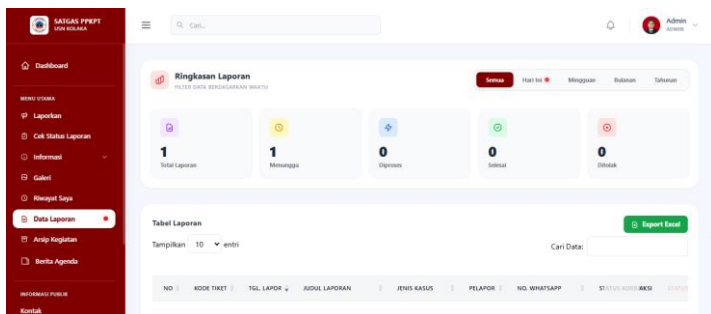 SATGAS PPKPT
USN KOLAKA
Cari...
Admin
ADMIN
Dashboard
MENU UTAMA
Laporkan
Cek Status Laporan
Informasi
Galeri
Riwayat Saya
Data Laporan
Arsip Kegiatan
Berita Agenda
INFORMASI PUBLIK
Kontak
Ringkasan Laporan
FILTER DATA BERDASARKAN WAKTU
Semua Hari Ini Mingguan Bulanan Tahunan
1 1 0 0 0
Total Laporan Menunggu Diproses Selesai Ditolak
Tabel Laporan
Export Excel
Tampilkan 10 entri
Cari Data:
NO KODE TIKET TGL. LAPOR JUDUL LAPORAN JENIS KASUS PELAPOR NO. WHATSAPP STATUS AKSI